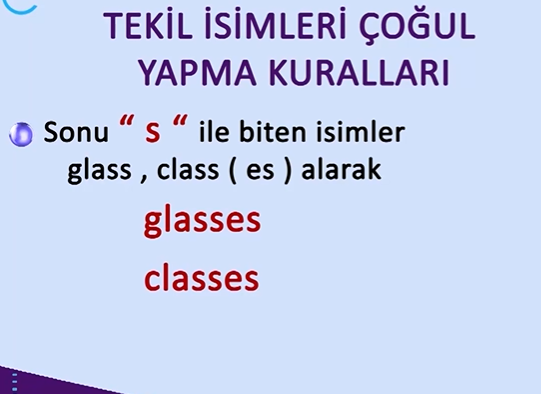 TEKİL İSİMLERİ ÇOĞUL
YAPMA KURALLARI
Sonu “ s “ ile biten isimler
glass , class ( es ) alarak
glasses
classes